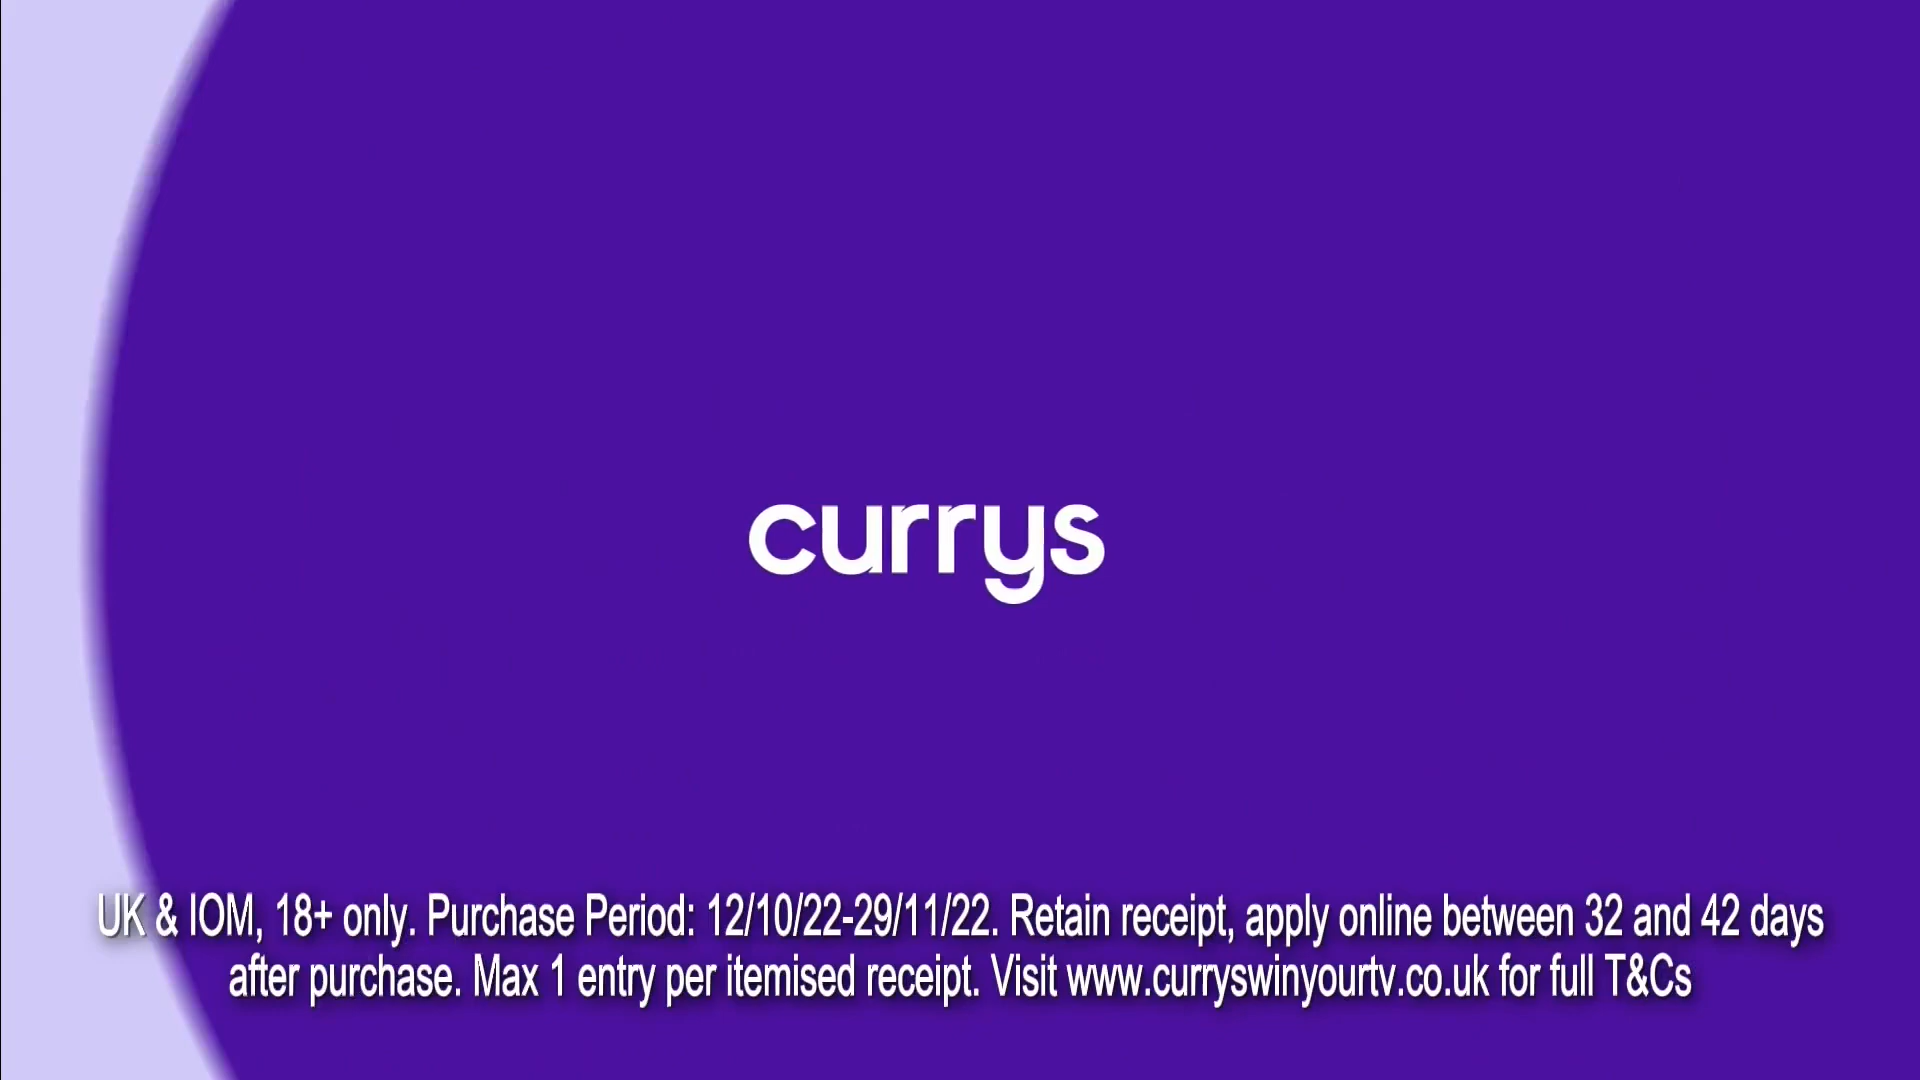 currys
UK & IOM, 18+ only. Purchase Period: 12/10/22-29/11/22. Retain receipt, apply online between 32 and 42 days
after purchase. Max 1 entry per itemised receipt. Visit www.curryswinyourtv.co.uk for full T&Cs